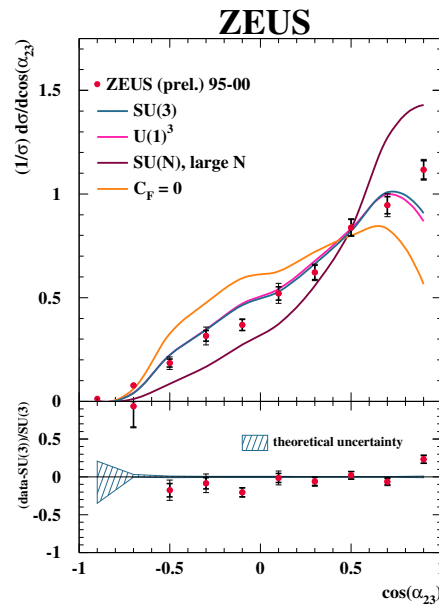 ZEUS
(1/σ) dσ/dcos(α₂₃)
1.5
1
0.5
0
ZEUS (prel.) 95-00
SU(3)
U(1)³
SU(N), large N
C_F = 0
(data-SU(3))/SU(3)
0.5
0
-0.5
-1
theoretical uncertainty
-1 -0.5 0 0.5 1
cos(α₂₃)